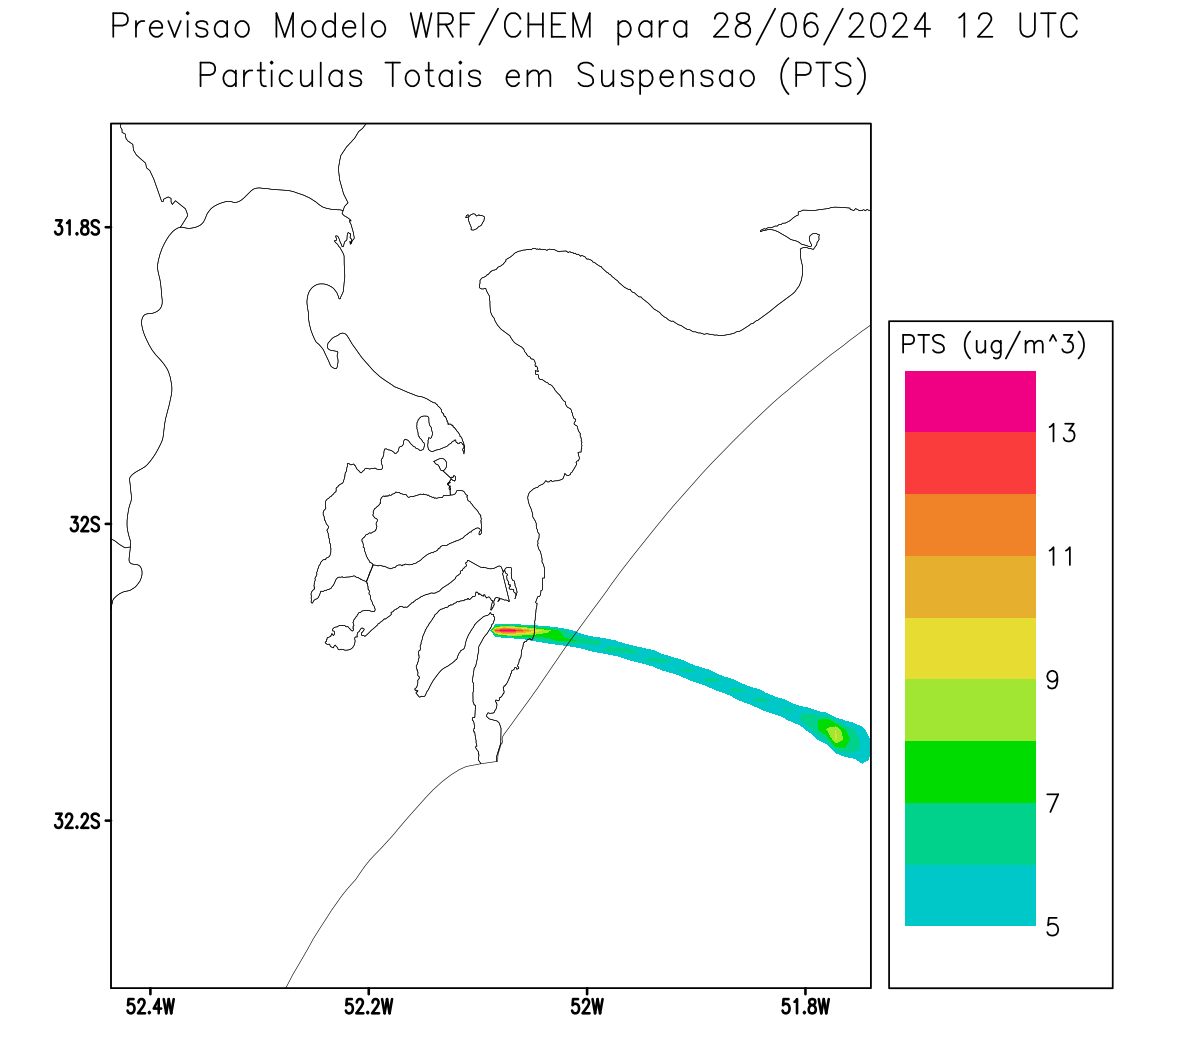 Previsao Modelo WRF/CHEM para 28/06/2024 12 UTC
Particulas Totais em Suspensao (PTS)
31.8S
32S
32.2S
52.4W
52.2W
52W
51.8W
PTS (ug/m^3)
13
11
9
7
5